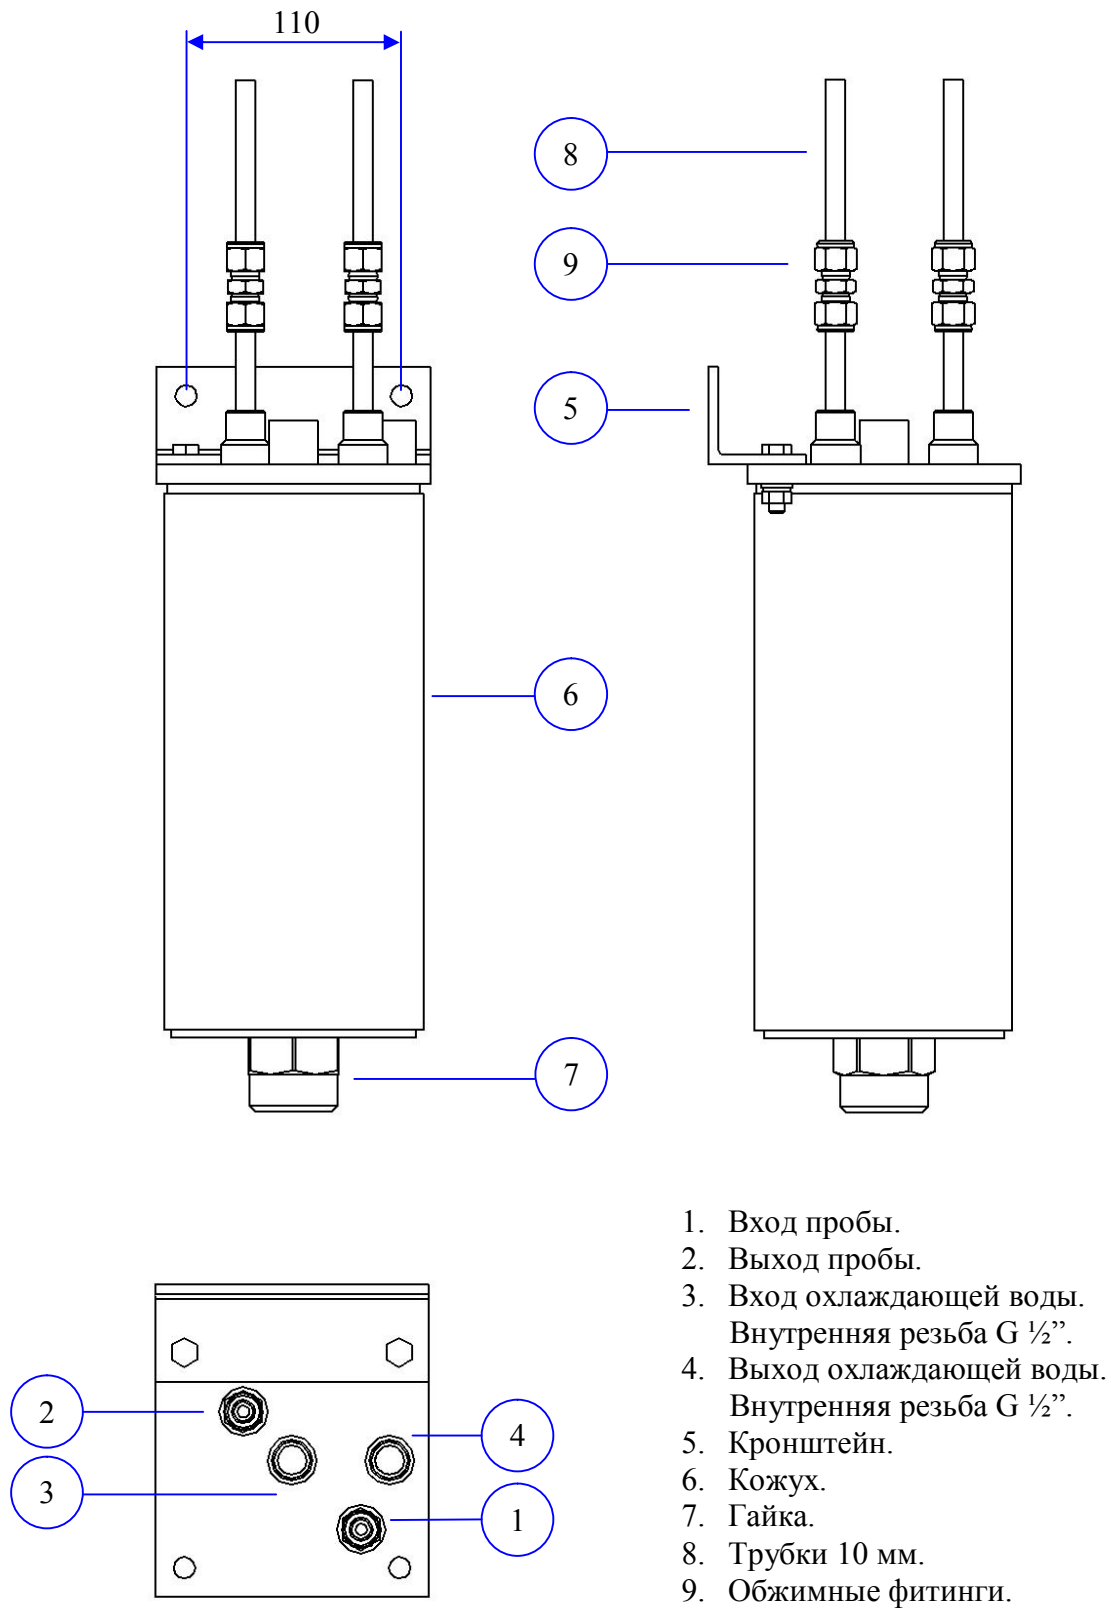 110
8
9
5
6
7
2
3
4
1
1. Вход пробы.
2. Выход пробы.
3. Вход охлаждающей воды.
Внутренняя резьба G ½”.
4. Выход охлаждающей воды.
Внутренняя резьба G ½”.
5. Кронштейн.
6. Кожух.
7. Гайка.
8. Трубки 10 мм.
9. Обжимные фитинги.